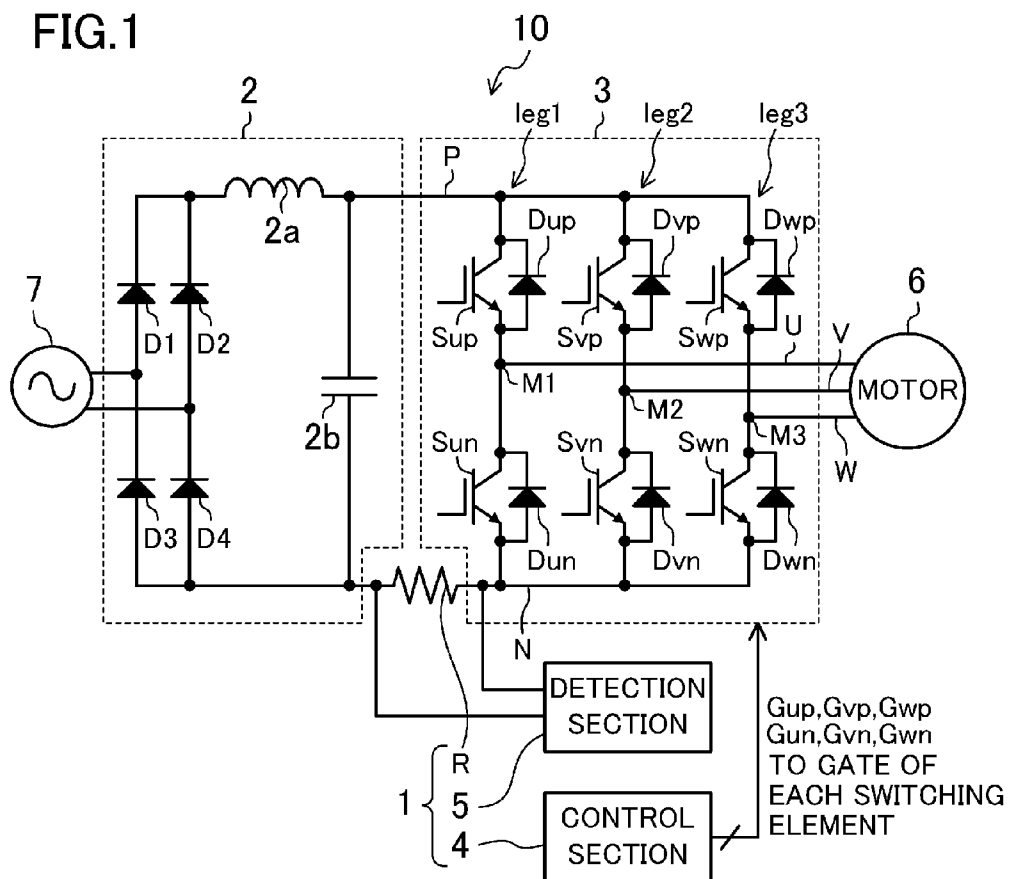 FIG.1
10
2
3
leg1
leg2
leg3
P
2a
Dup
Dvp
Dwp
7
6
D1
D2
Sup
Svp
Swp
U
V
M1
MOTOR
2b
M2
M3
Sun
Svn
Swn
W
D3
D4
Dun
Dvn
Dwn
N
DETECTION
SECTION
Gup,Gvp,Gwp
Gun,Gvn,Gwn
TO GATE OF
EACH SWITCHING
ELEMENT
R
1
5
4
CONTROL
SECTION